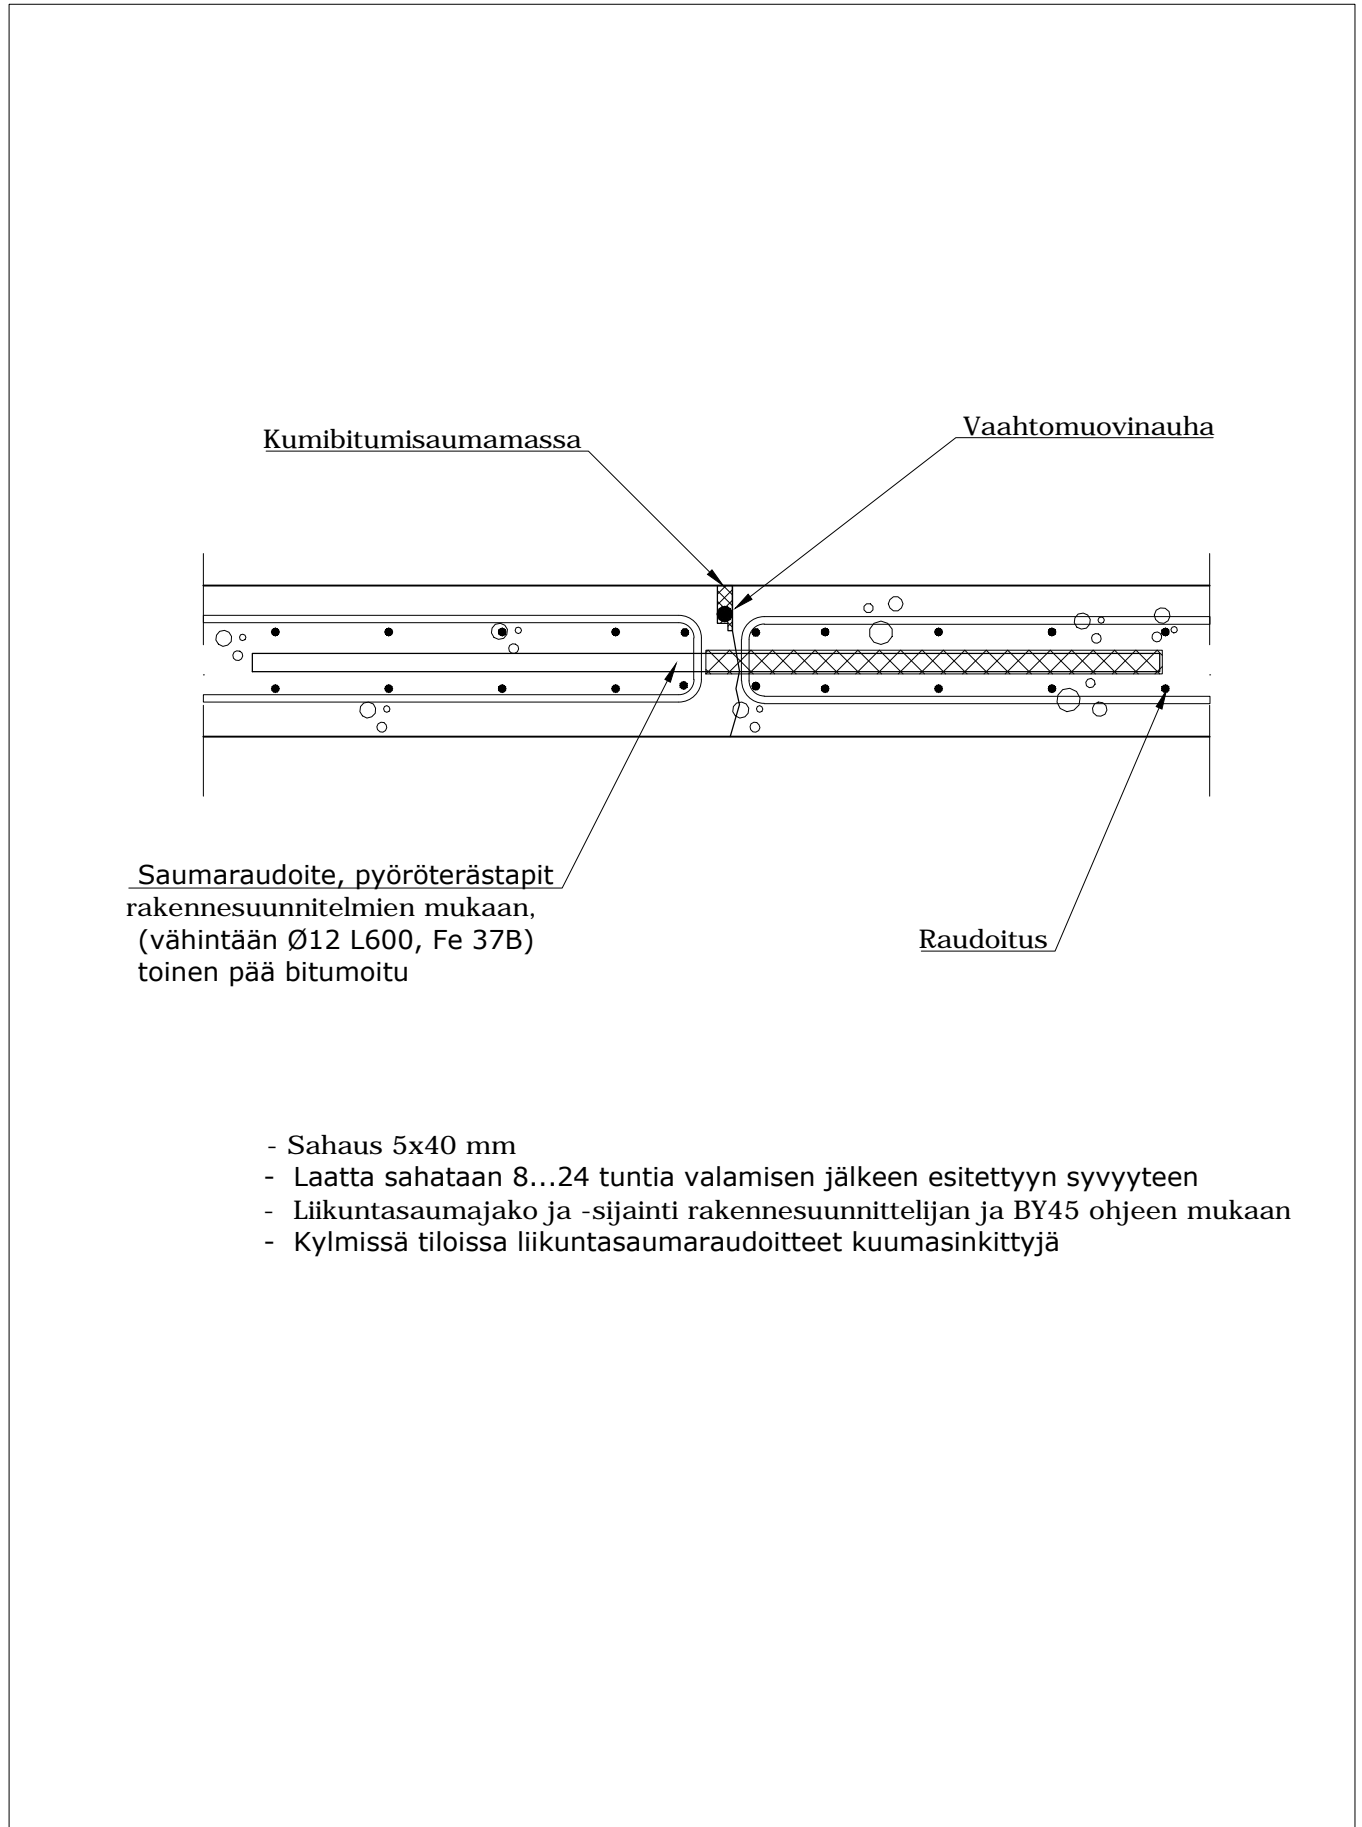 Kumibitumisaumamassa
Vaahtomuovinauha
Saumaraudoite, pyöröterästapit
rakennesuunnitelmien mukaan,
(vähintään Ø12 L600, Fe 37B)
toinen pää bitumoitu
Raudoitus
- Sahaus 5x40 mm
- Laatta sahataan 8...24 tuntia valamisen jälkeen esitettyyn syvyyteen
- Liikuntasaumajako ja -sijainti rakennesuunnittelijan ja BY45 ohjeen mukaan
- Kylmissä tiloissa liikuntasaumaraudoitteet kuumasinkittyjä